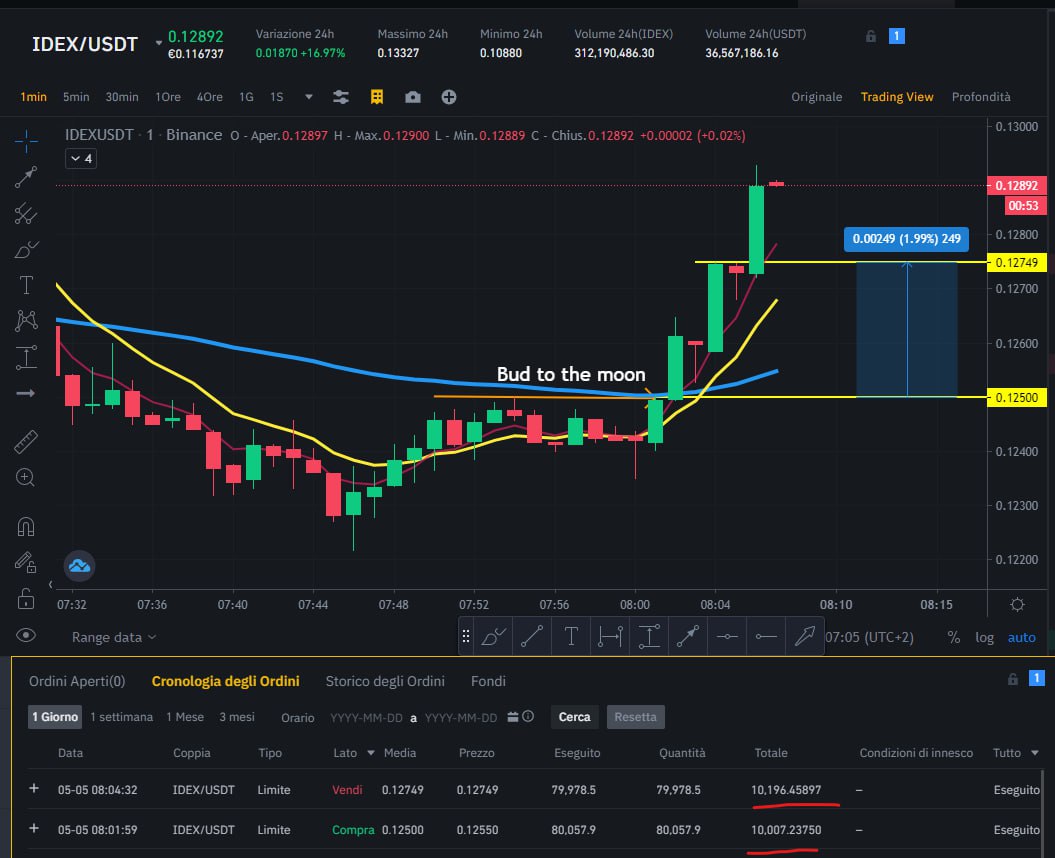 IDEX/USDT 0.12892 €0.116737 Variazione 24h 0.01870 +16.97% Massimo 24h 0.13327 Minimo 24h 0.10880 Volume 24h(IDEX) 312,190,486.30 Volume 24h(USDT) 36,567,186.16 1
1min 5min 30min 1Ore 4Ore 1G 1S Originale Trading View Profondità
IDEXUSDT · 1 · Binance O - Aper.0.12897 H - Max.0.12900 L - Min.0.12889 C - Chius.0.12892 +0.00002 (+0.02%)
4
0.13000
0.12892
00:53
0.12800
0.00249 (1.99%) 249
0.12749
0.12700
0.12600
Bud to the moon
0.12500
0.12400
0.12300
0.12200
07:32 07:36 07:40 07:44 07:48 07:52 07:56 08:00 08:04 08:10 08:15
Range data T 07:05 (UTC+2) % log auto
Ordini Aperti(0) Cronologia degli Ordini Storico degli Ordini Fondi 1
1 Giorno 1 settimana 1 Mese 3 mesi Orario YYYY-MM-DD a YYYY-MM-DD Cerca Resetta
Data Coppia Tipo Lato Media Prezzo Eseguito Quantità Totale Condizioni di innesco Tutto
+ 05-05 08:04:32 IDEX/USDT Limite Vendi 0.12749 0.12749 79,978.5 79,978.5 10,196.45897 – Eseguito
+ 05-05 08:01:59 IDEX/USDT Limite Compra 0.12500 0.12550 80,057.9 80,057.9 10,007.23750 – Eseguito